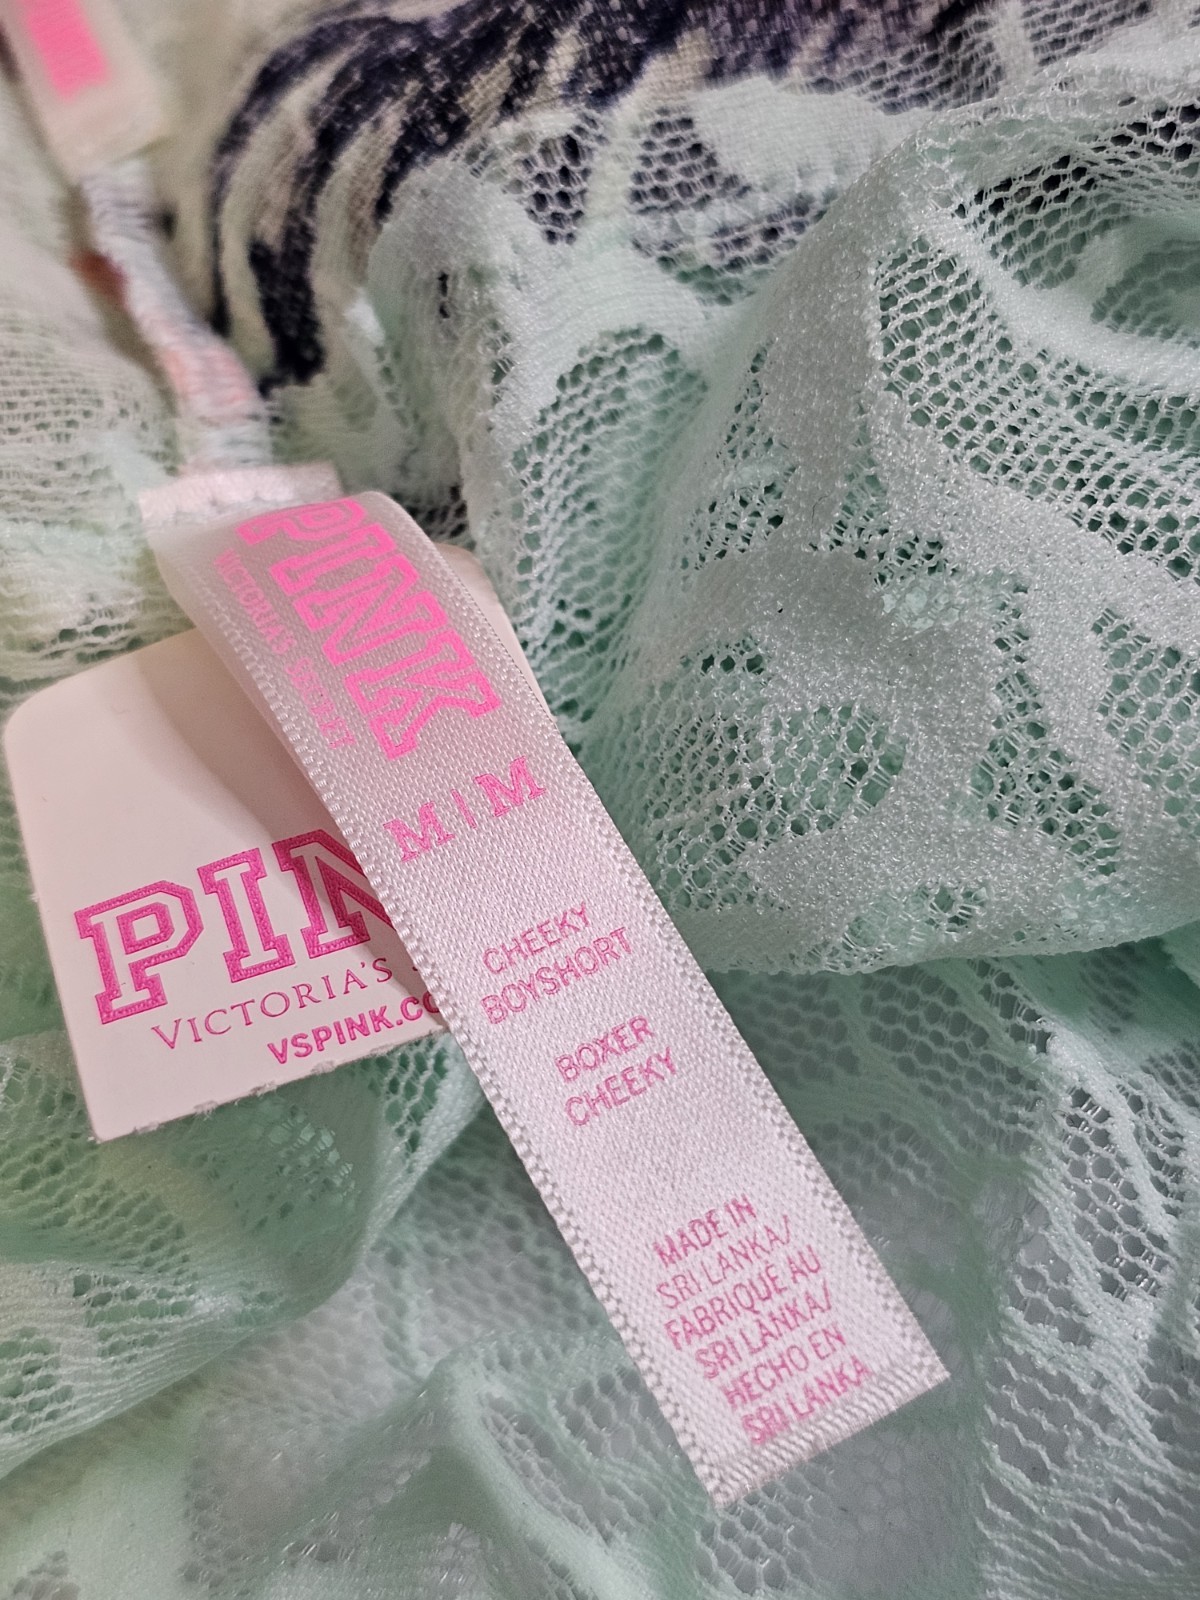 PINK
VICTORIA'S SECRET
M | M
CHEEKY
BOYSHORT
BOXER
CHEEKY
MADE IN
SRI LANKA/
FABRIQUÉ AU
SRI LANKA/
HECHO EN
SRI LANKA
PIN
VICTORIA'S
VSPINK.CO